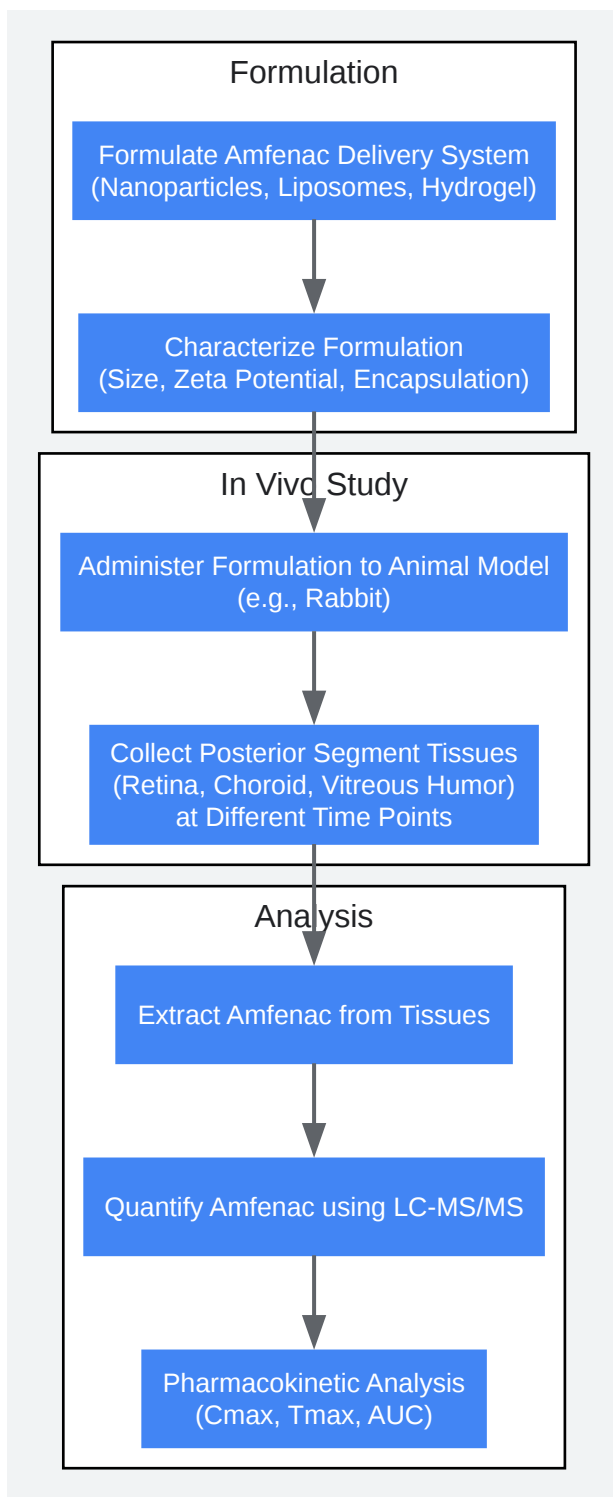 Formulation
Formulate Amfenac Delivery System
(Nanoparticles, Liposomes, Hydrogel)
Characterize Formulation
(Size, Zeta Potential, Encapsulation)
In Vivo Study
Administer Formulation to Animal Model
(e.g., Rabbit)
Collect Posterior Segment Tissues
(Retina, Choroid, Vitreous Humor)
at Different Time Points
Analysis
Extract Amfenac from Tissues
Quantify Amfenac using LC-MS/MS
Pharmacokinetic Analysis
(Cmax, Tmax, AUC)